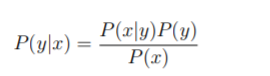 P(y|x) = P(x|y)P(y) / P(x)